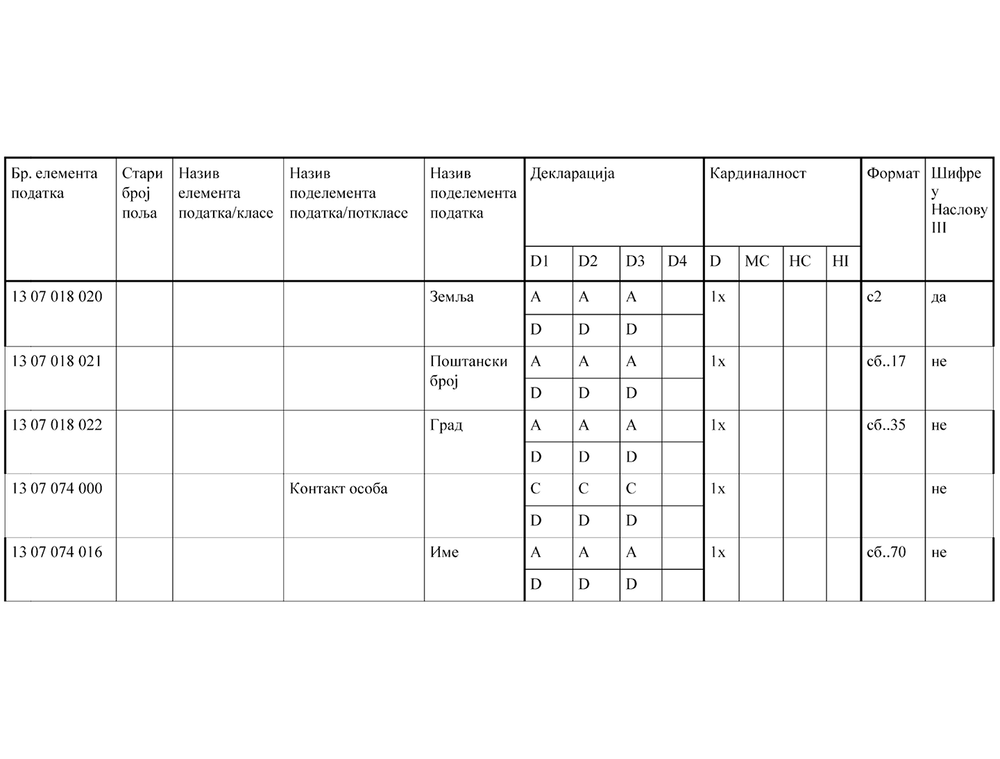 Бр. елемента податка | Стари број поља | Назив елемента податка/класе | Назив поделемента податка/поткласе | Назив поделемента податка | Декларација | Кардиналност | Формат | Шифре у Наслову III
D1 | D2 | D3 | D4 | D | MC | HC | HI
13 07 018 020 | Земља | A | A | A | 1x | с2 | да
D | D | D
13 07 018 021 | Поштански број | A | A | A | 1x | сб..17 | не
D | D | D
13 07 018 022 | Град | A | A | A | 1x | сб..35 | не
D | D | D
13 07 074 000 | Контакт особа | C | C | C | 1x | не
D | D | D
13 07 074 016 | Име | A | A | A | 1x | сб..70 | не
D | D | D